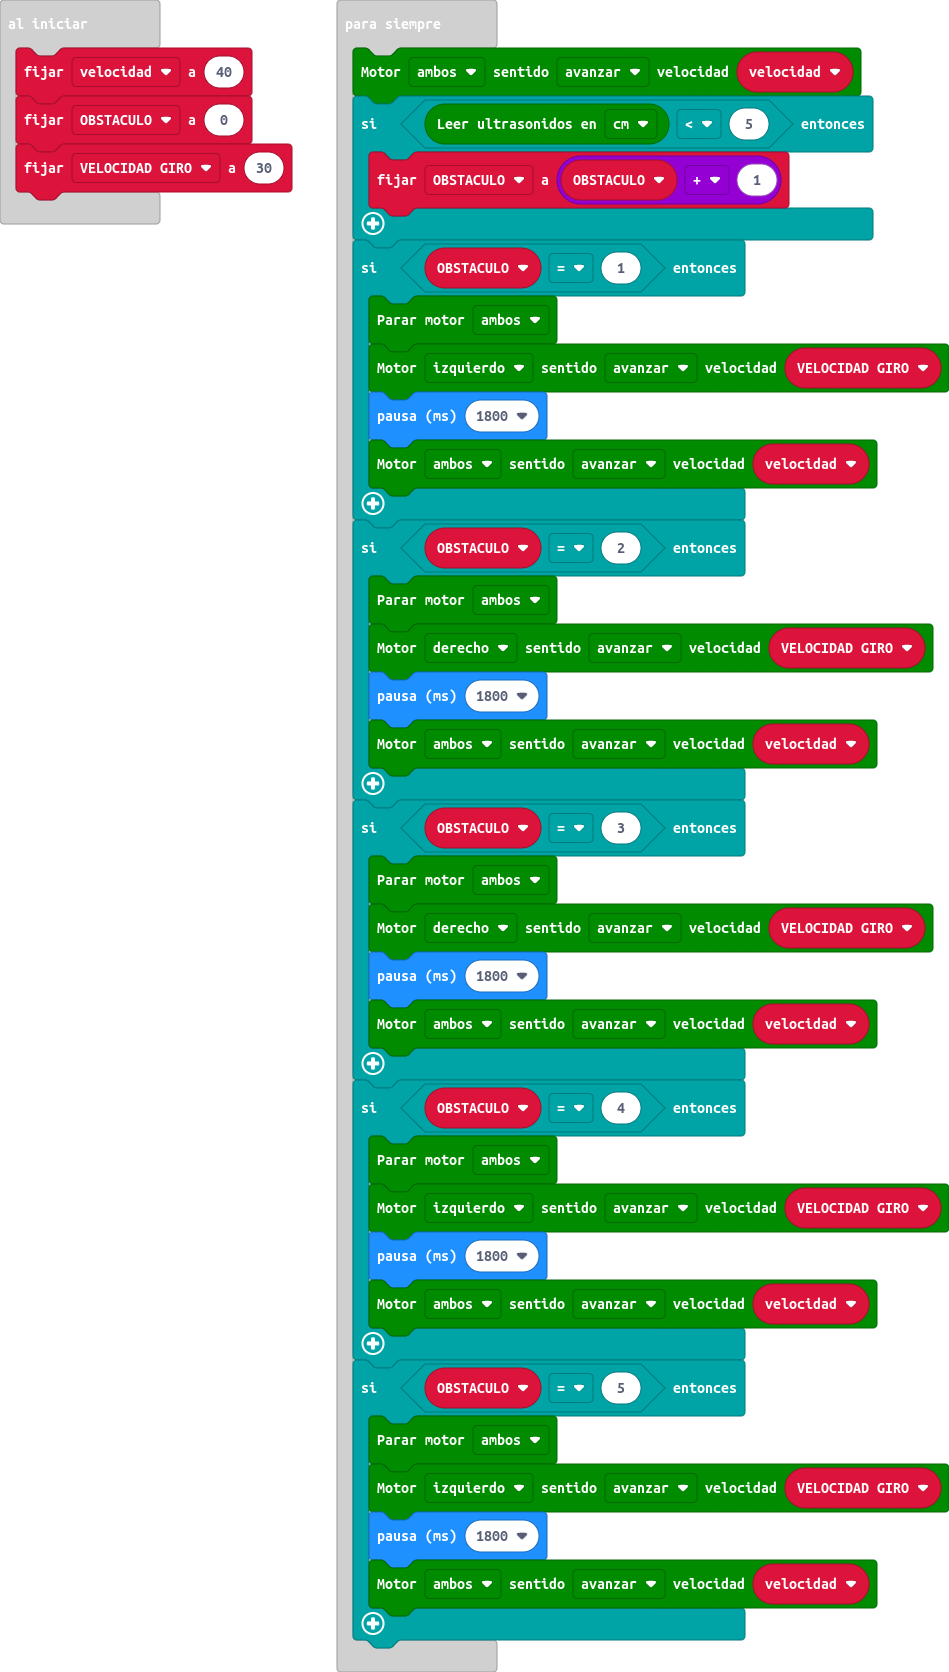 al iniciar
fijar velocidad a 40
fijar OBSTACULO a 0
fijar VELOCIDAD GIRO a 30
para siempre
Motor ambos sentido avanzar velocidad velocidad
si Leer ultrasonidos en cm < 5 entonces
fijar OBSTACULO a OBSTACULO + 1
si OBSTACULO = 1 entonces
Parar motor ambos
Motor izquierdo sentido avanzar velocidad VELOCIDAD GIRO
pausa (ms) 1800
Motor ambos sentido avanzar velocidad velocidad
si OBSTACULO = 2 entonces
Parar motor ambos
Motor derecho sentido avanzar velocidad VELOCIDAD GIRO
pausa (ms) 1800
Motor ambos sentido avanzar velocidad velocidad
si OBSTACULO = 3 entonces
Parar motor ambos
Motor derecho sentido avanzar velocidad VELOCIDAD GIRO
pausa (ms) 1800
Motor ambos sentido avanzar velocidad velocidad
si OBSTACULO = 4 entonces
Parar motor ambos
Motor izquierdo sentido avanzar velocidad VELOCIDAD GIRO
pausa (ms) 1800
Motor ambos sentido avanzar velocidad velocidad
si OBSTACULO = 5 entonces
Parar motor ambos
Motor izquierdo sentido avanzar velocidad VELOCIDAD GIRO
pausa (ms) 1800
Motor ambos sentido avanzar velocidad velocidad